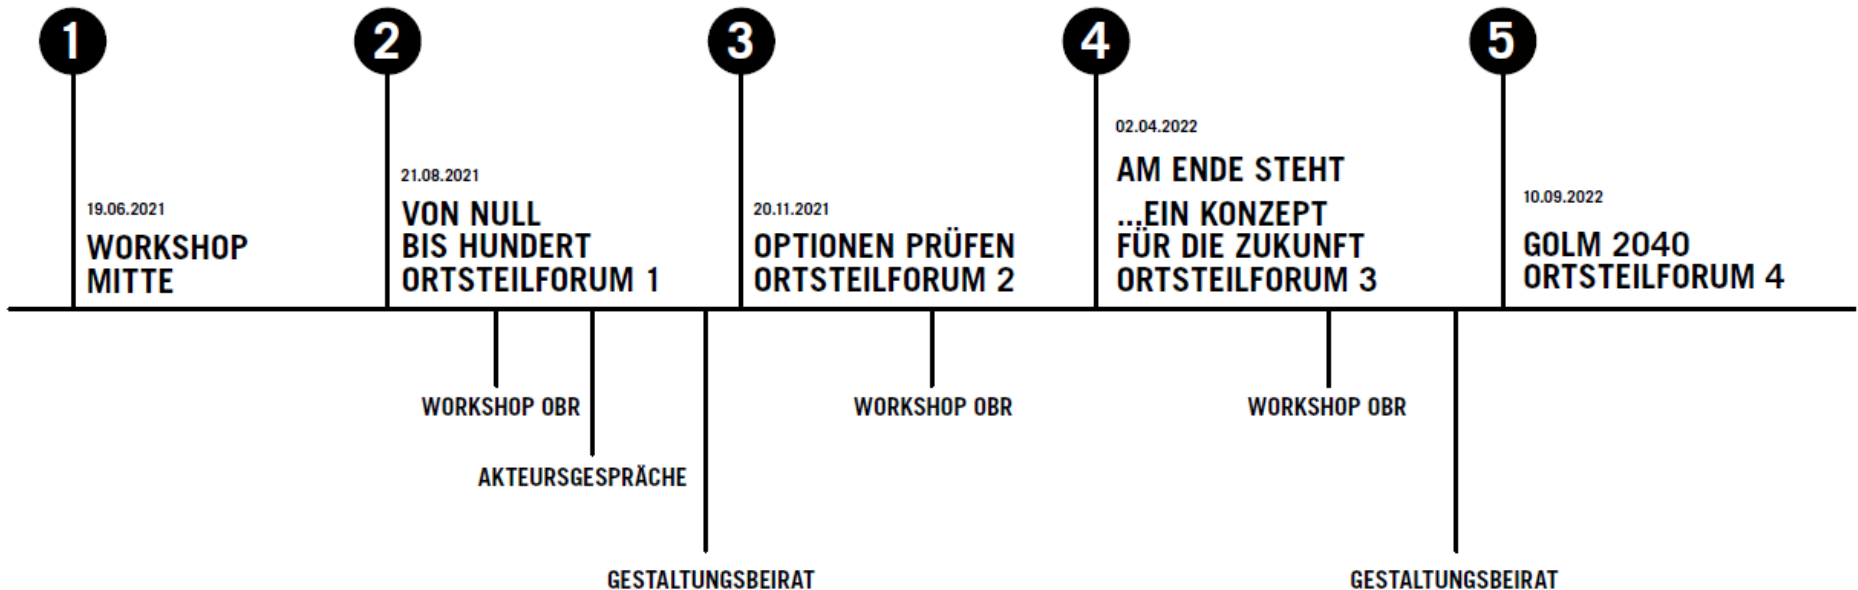 1
19.06.2021
WORKSHOP
MITTE
2
21.08.2021
VON NULL
BIS HUNDERT
ORTSTEILFORUM 1
3
20.11.2021
OPTIONEN PRÜFEN
ORTSTEILFORUM 2
4
02.04.2022
AM ENDE STEHT
...EIN KONZEPT
FÜR DIE ZUKUNFT
ORTSTEILFORUM 3
5
10.09.2022
GOLM 2040
ORTSTEILFORUM 4
WORKSHOP OBR
AKTEURSGESPRÄCHE
GESTALTUNGSBEIRAT
WORKSHOP OBR
WORKSHOP OBR
GESTALTUNGSBEIRAT